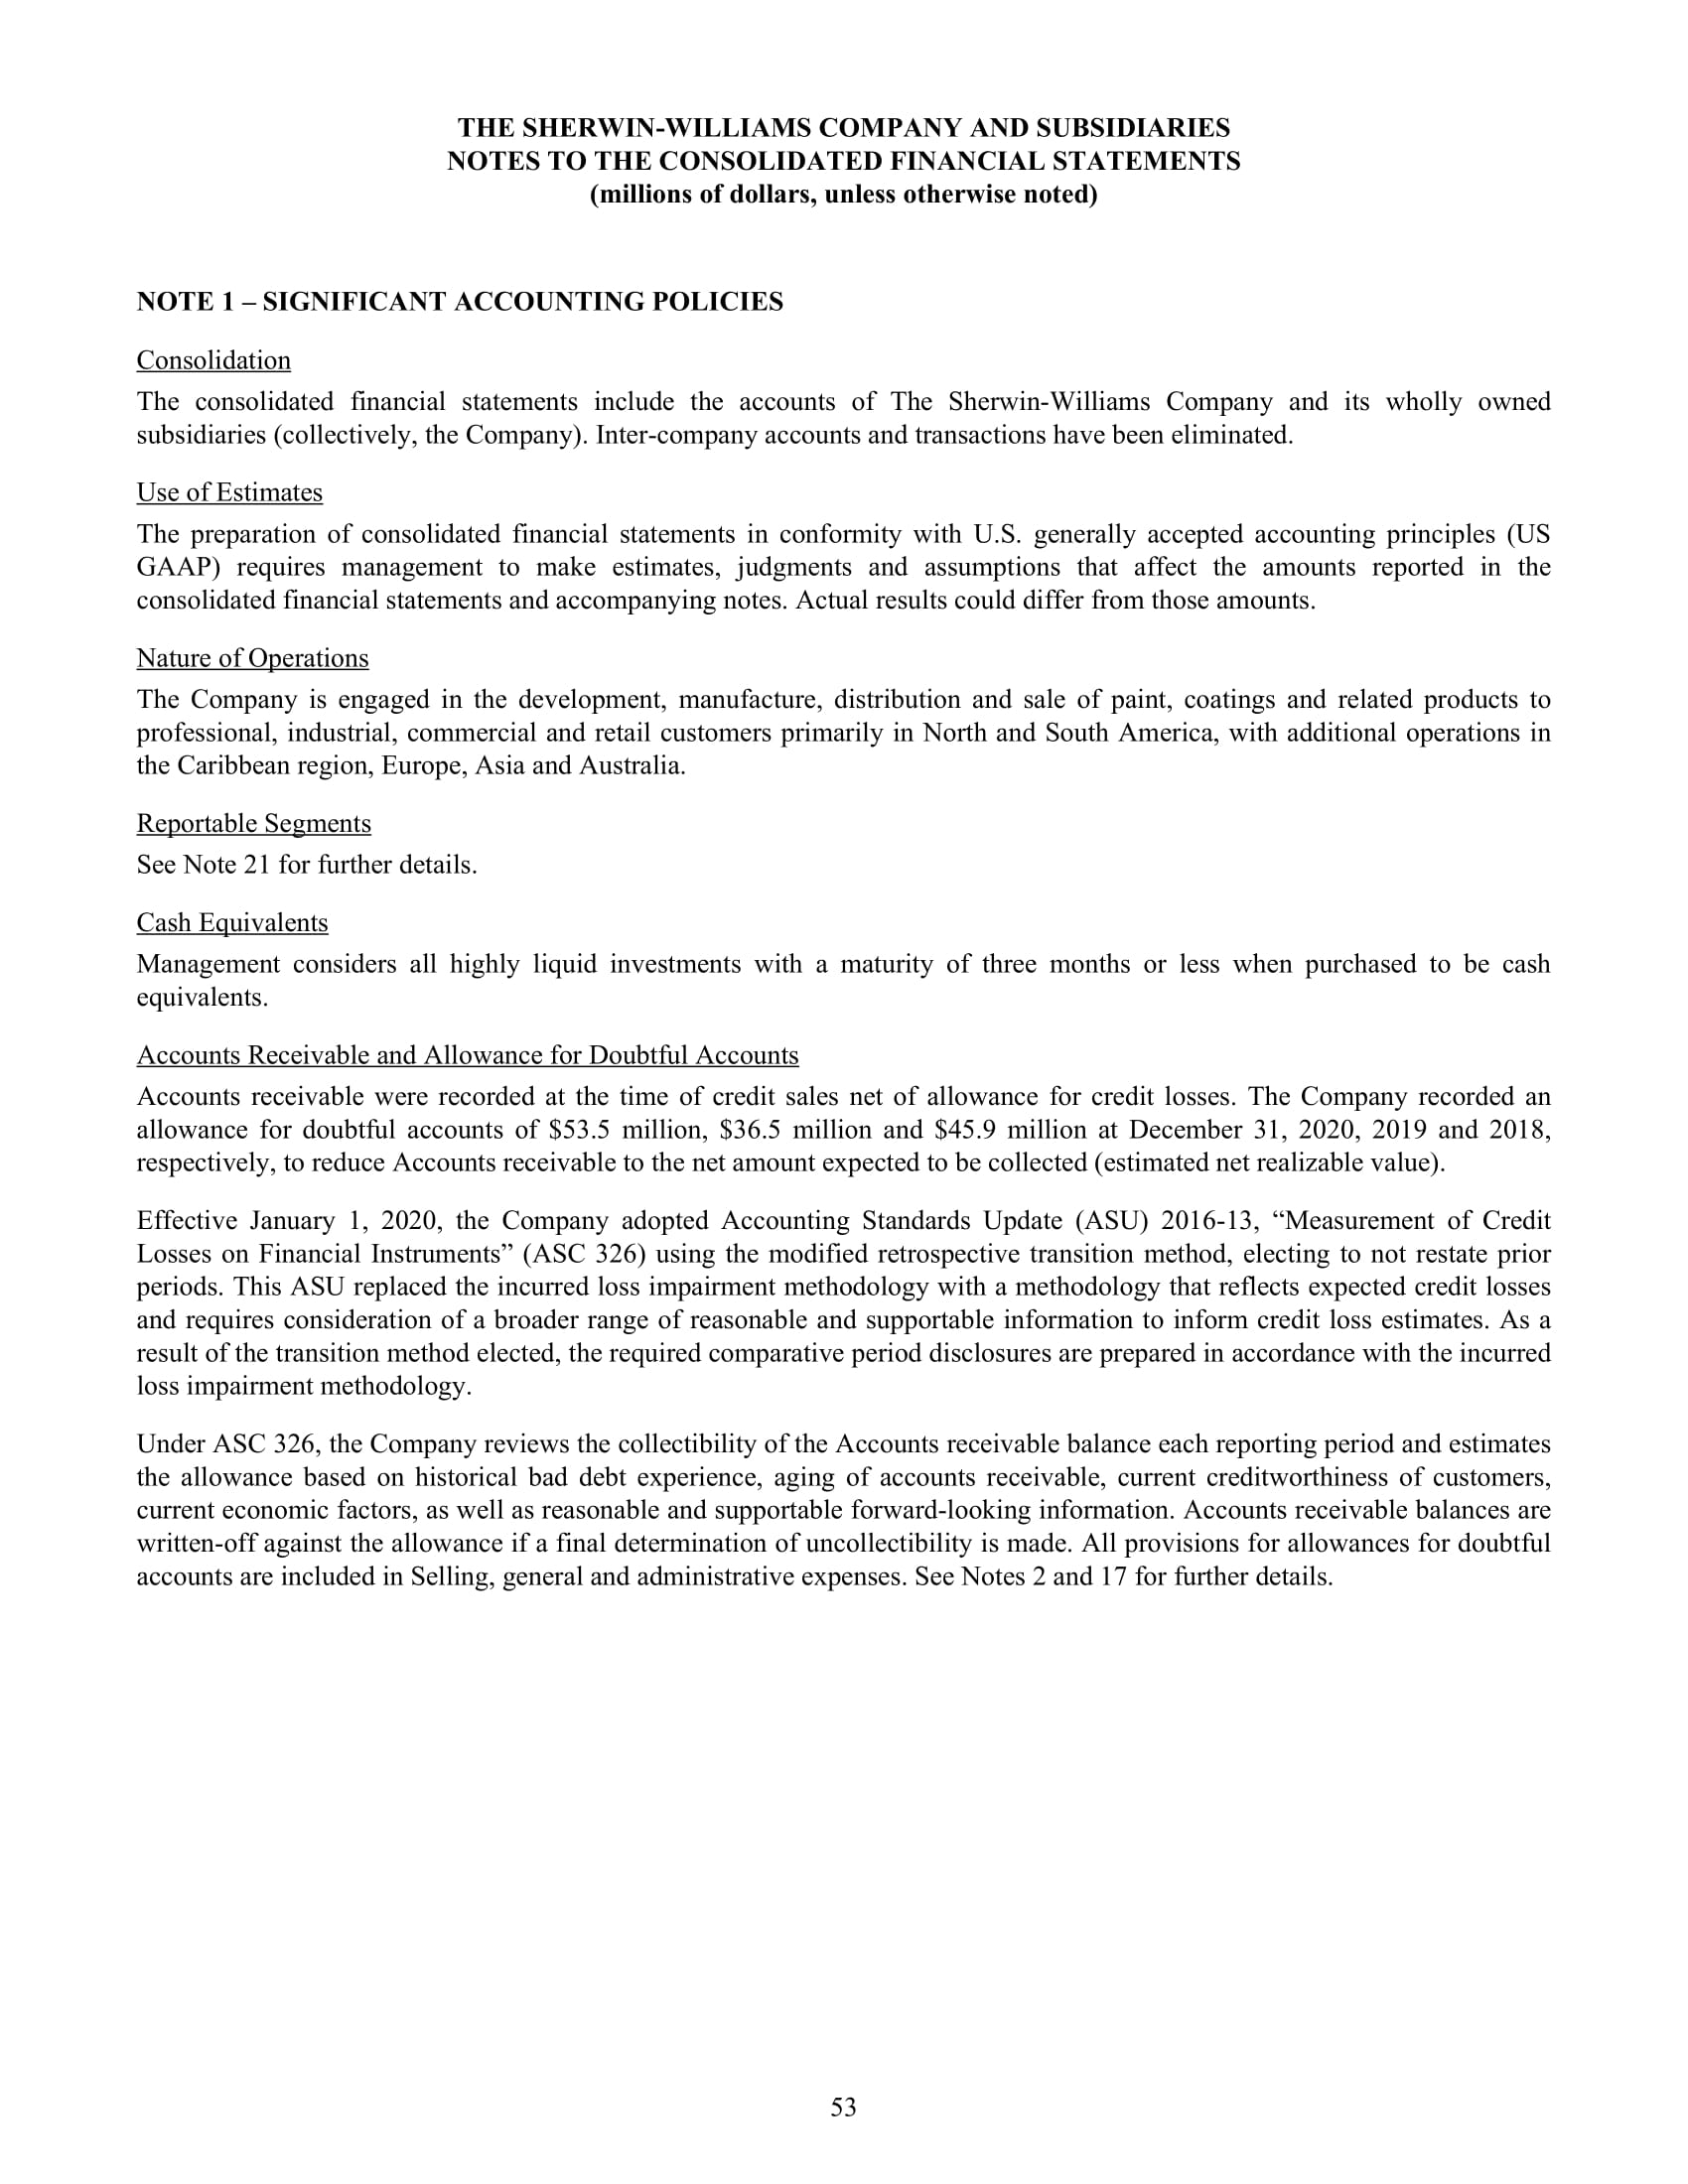 THE SHERWIN-WILLIAMS COMPANY AND SUBSIDIARIES
NOTES TO THE CONSOLIDATED FINANCIAL STATEMENTS
(millions of dollars, unless otherwise noted)
NOTE 1 – SIGNIFICANT ACCOUNTING POLICIES
Consolidation
The consolidated financial statements include the accounts of The Sherwin-Williams Company and its wholly owned
subsidiaries (collectively, the Company). Inter-company accounts and transactions have been eliminated.
Use of Estimates
The preparation of consolidated financial statements in conformity with U.S. generally accepted accounting principles (US
GAAP) requires management to make estimates, judgments and assumptions that affect the amounts reported in the
consolidated financial statements and accompanying notes. Actual results could differ from those amounts.
Nature of Operations
The Company is engaged in the development, manufacture, distribution and sale of paint, coatings and related products to
professional, industrial, commercial and retail customers primarily in North and South America, with additional operations in
the Caribbean region, Europe, Asia and Australia.
Reportable Segments
See Note 21 for further details.
Cash Equivalents
Management considers all highly liquid investments with a maturity of three months or less when purchased to be cash
equivalents.
Accounts Receivable and Allowance for Doubtful Accounts
Accounts receivable were recorded at the time of credit sales net of allowance for credit losses. The Company recorded an
allowance for doubtful accounts of $53.5 million, $36.5 million and $45.9 million at December 31, 2020, 2019 and 2018,
respectively, to reduce Accounts receivable to the net amount expected to be collected (estimated net realizable value).
Effective January 1, 2020, the Company adopted Accounting Standards Update (ASU) 2016-13, “Measurement of Credit
Losses on Financial Instruments” (ASC 326) using the modified retrospective transition method, electing to not restate prior
periods. This ASU replaced the incurred loss impairment methodology with a methodology that reflects expected credit losses
and requires consideration of a broader range of reasonable and supportable information to inform credit loss estimates. As a
result of the transition method elected, the required comparative period disclosures are prepared in accordance with the incurred
loss impairment methodology.
Under ASC 326, the Company reviews the collectibility of the Accounts receivable balance each reporting period and estimates
the allowance based on historical bad debt experience, aging of accounts receivable, current creditworthiness of customers,
current economic factors, as well as reasonable and supportable forward-looking information. Accounts receivable balances are
written-off against the allowance if a final determination of uncollectibility is made. All provisions for allowances for doubtful
accounts are included in Selling, general and administrative expenses. See Notes 2 and 17 for further details.
53